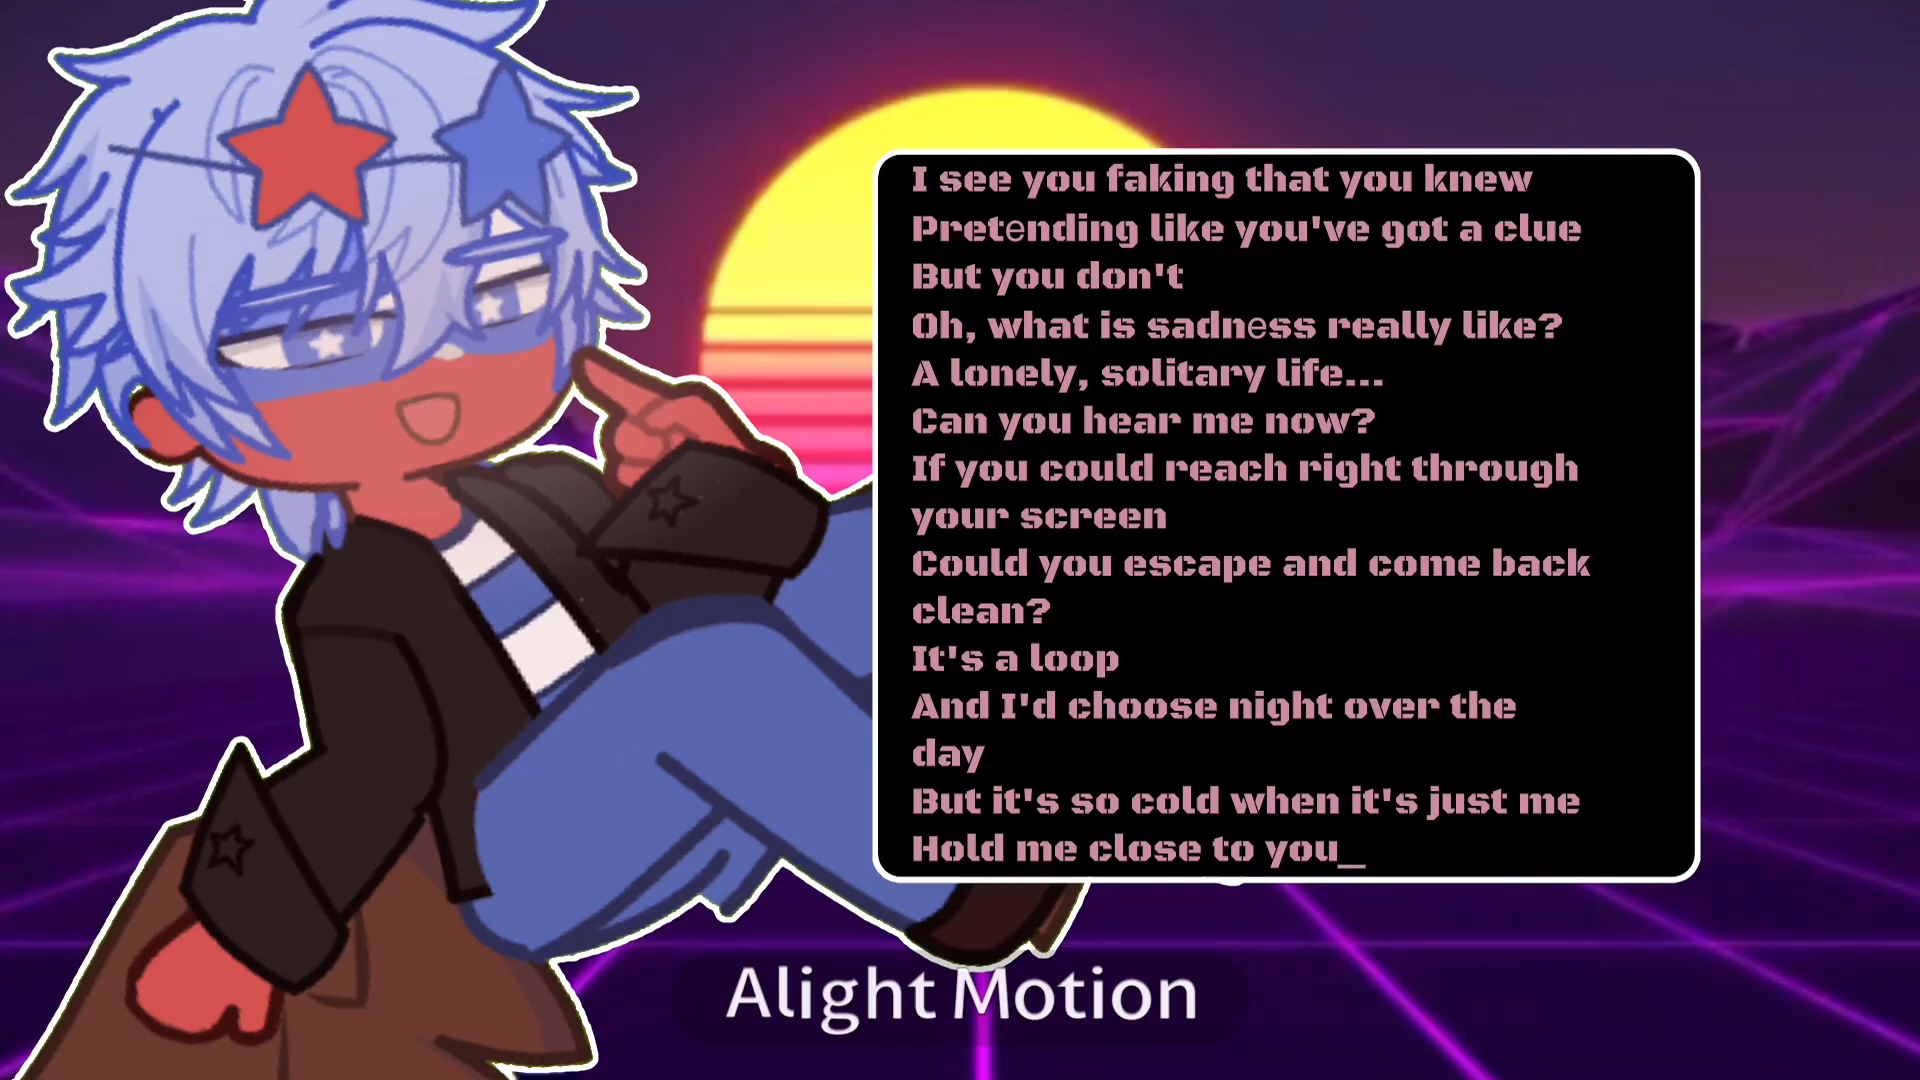 I see you faking that you knew
Pretending like you've got a clue
But you don't
Oh, what is sadness really like?
A lonely, solitary life...
Can you hear me now?
If you could reach right through
your screen
Could you escape and come back
clean?
It's a loop
And I'd choose night over the
day
But it's so cold when it's just me
Hold me close to you_
Alight Motion